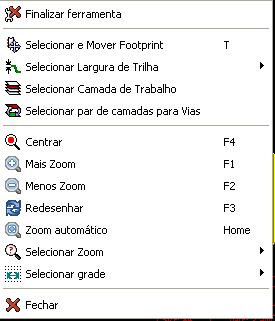 Finalizar ferramenta
Selecionar e Mover Footprint T
Selecionar Largura de Trilha
Selecionar Camada de Trabalho
Selecionar par de camadas para Vias
Centrar F4
Mais Zoom F1
Menos Zoom F2
Redesenhar F3
Zoom automático Home
Selecionar Zoom
Selecionar grade
Fechar